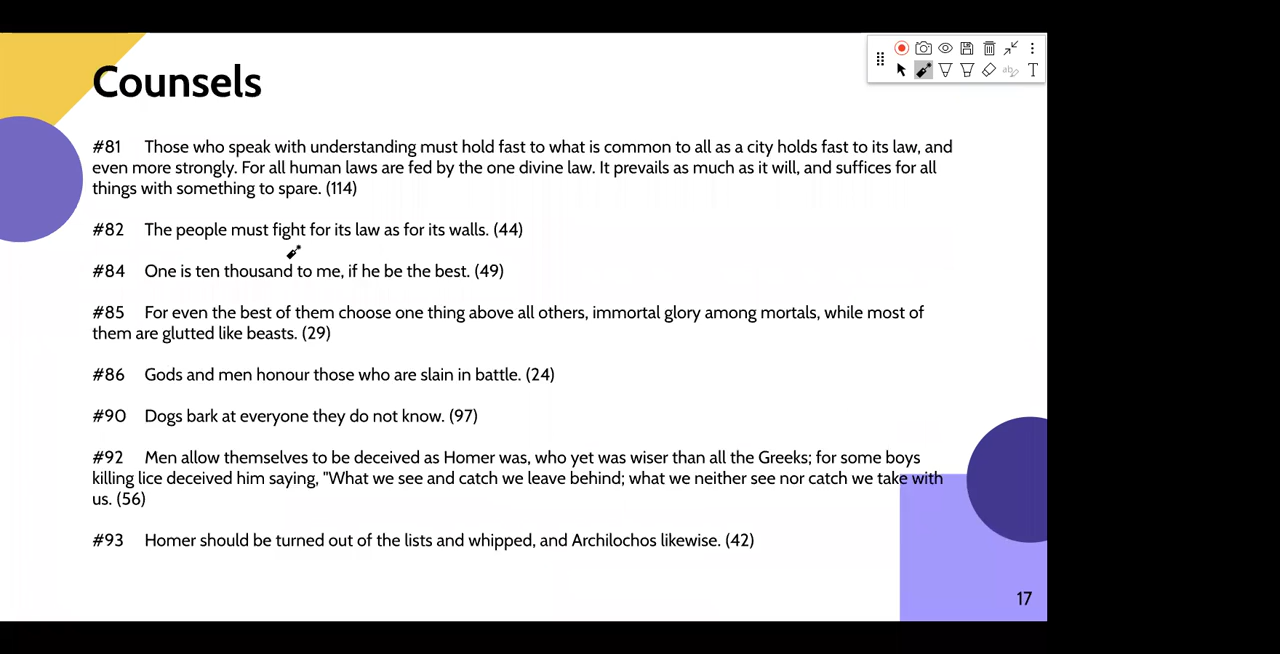 Counsels
#81 Those who speak with understanding must hold fast to what is common to all as a city holds fast to its law, and
even more strongly. For all human laws are fed by the one divine law. It prevails as much as it will, and suffices for all
things with something to spare. (114)
#82 The people must fight for its law as for its walls. (44)
#84 One is ten thousand to me, if he be the best. (49)
#85 For even the best of them choose one thing above all others, immortal glory among mortals, while most of
them are glutted like beasts. (29)
#86 Gods and men honour those who are slain in battle. (24)
#90 Dogs bark at everyone they do not know. (97)
#92 Men allow themselves to be deceived as Homer was, who yet was wiser than all the Greeks; for some boys
killing lice deceived him saying, "What we see and catch we leave behind; what we neither see nor catch we take with
us. (56)
#93 Homer should be turned out of the lists and whipped, and Archilochos likewise. (42)
17